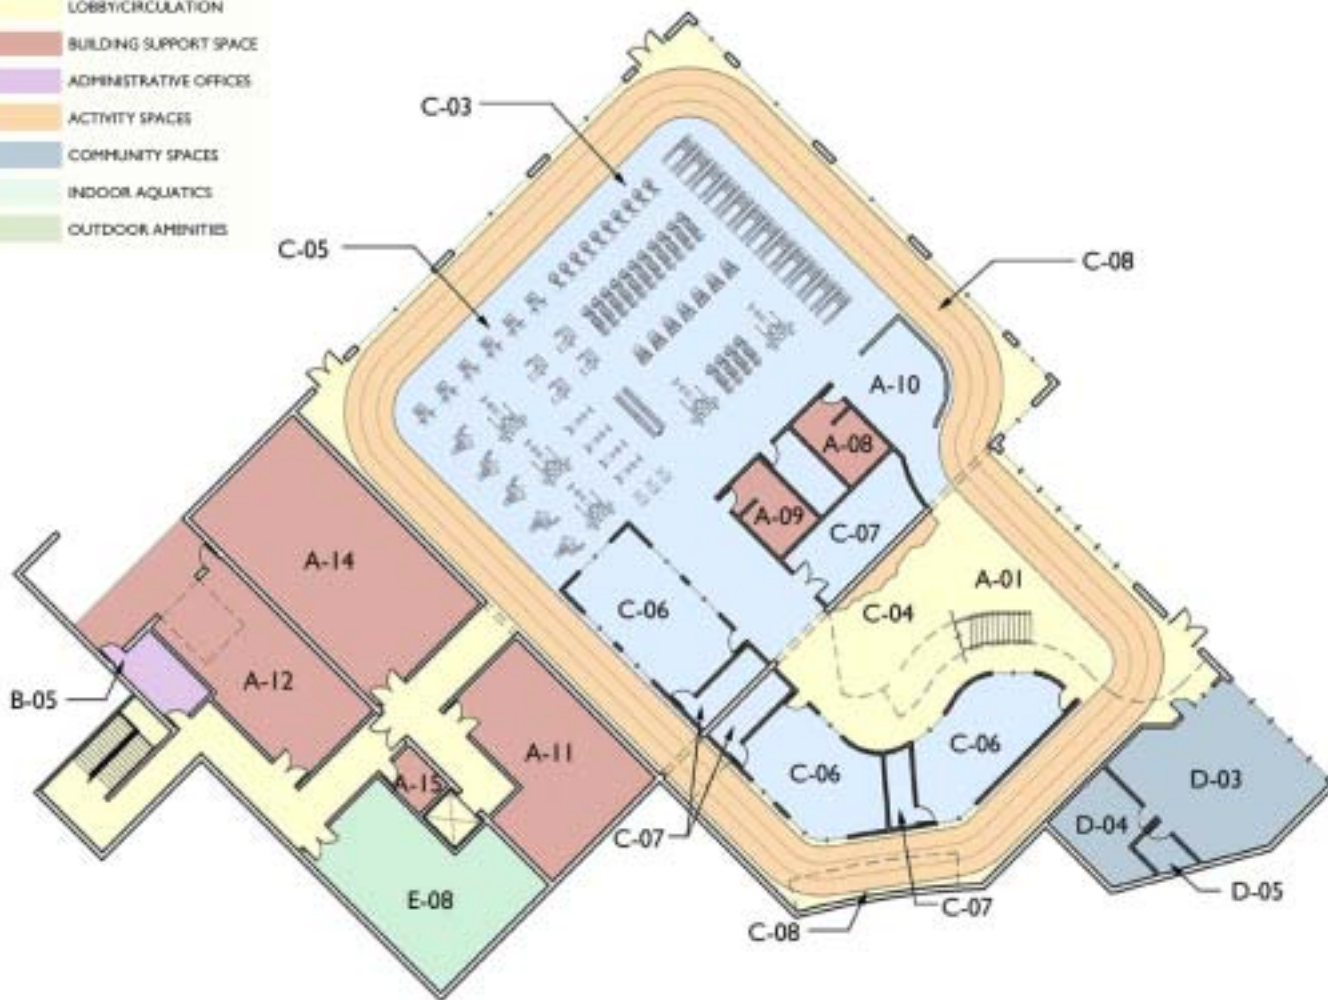 LOBBY/CIRCULATION
BUILDING SUPPORT SPACE
ADMINISTRATIVE OFFICES
ACTIVITY SPACES
COMMUNITY SPACES
INDOOR AQUATICS
OUTDOOR AMENITIES
C-03
C-05
C-08
A-10
A-08
A-09
C-07
A-14
A-01
C-06
C-04
A-12
B-05
A-11
C-06
C-06
A-15
D-03
D-04
C-07
E-08
D-05
C-07
C-08